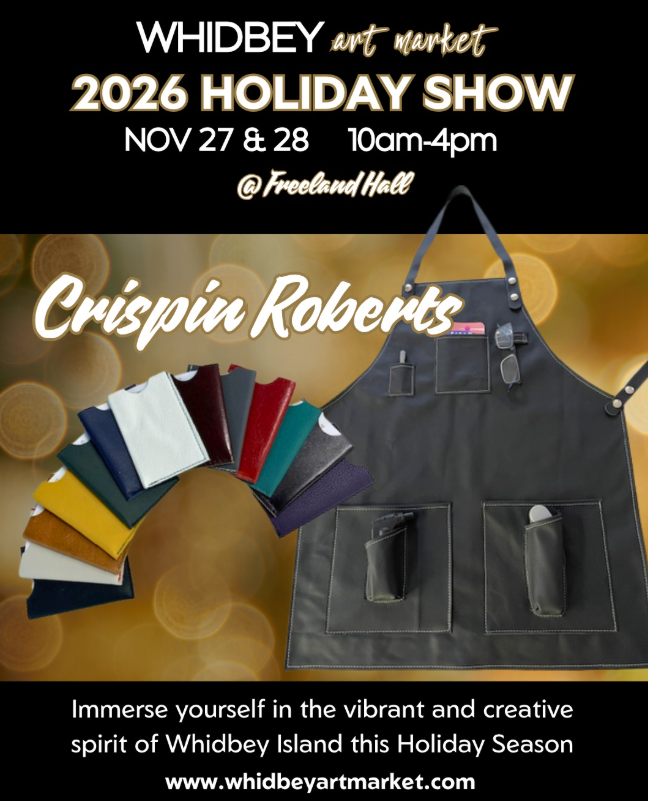 WHIDBEY art market
2026 HOLIDAY SHOW
NOV 27 & 28 10am-4pm
@ Freeland Hall
Crispin Roberts
Immerse yourself in the vibrant and creative
spirit of Whidbey Island this Holiday Season
www.whidbeyartmarket.com